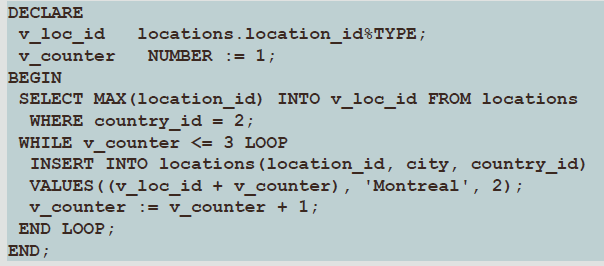 DECLARE
v_loc_id locations.location_id%TYPE;
v_counter NUMBER := 1;
BEGIN
SELECT MAX(location_id) INTO v_loc_id FROM locations
WHERE country_id = 2;
WHILE v_counter <= 3 LOOP
INSERT INTO locations(location_id, city, country_id)
VALUES((v_loc_id + v_counter), 'Montreal', 2);
v_counter := v_counter + 1;
END LOOP;
END;